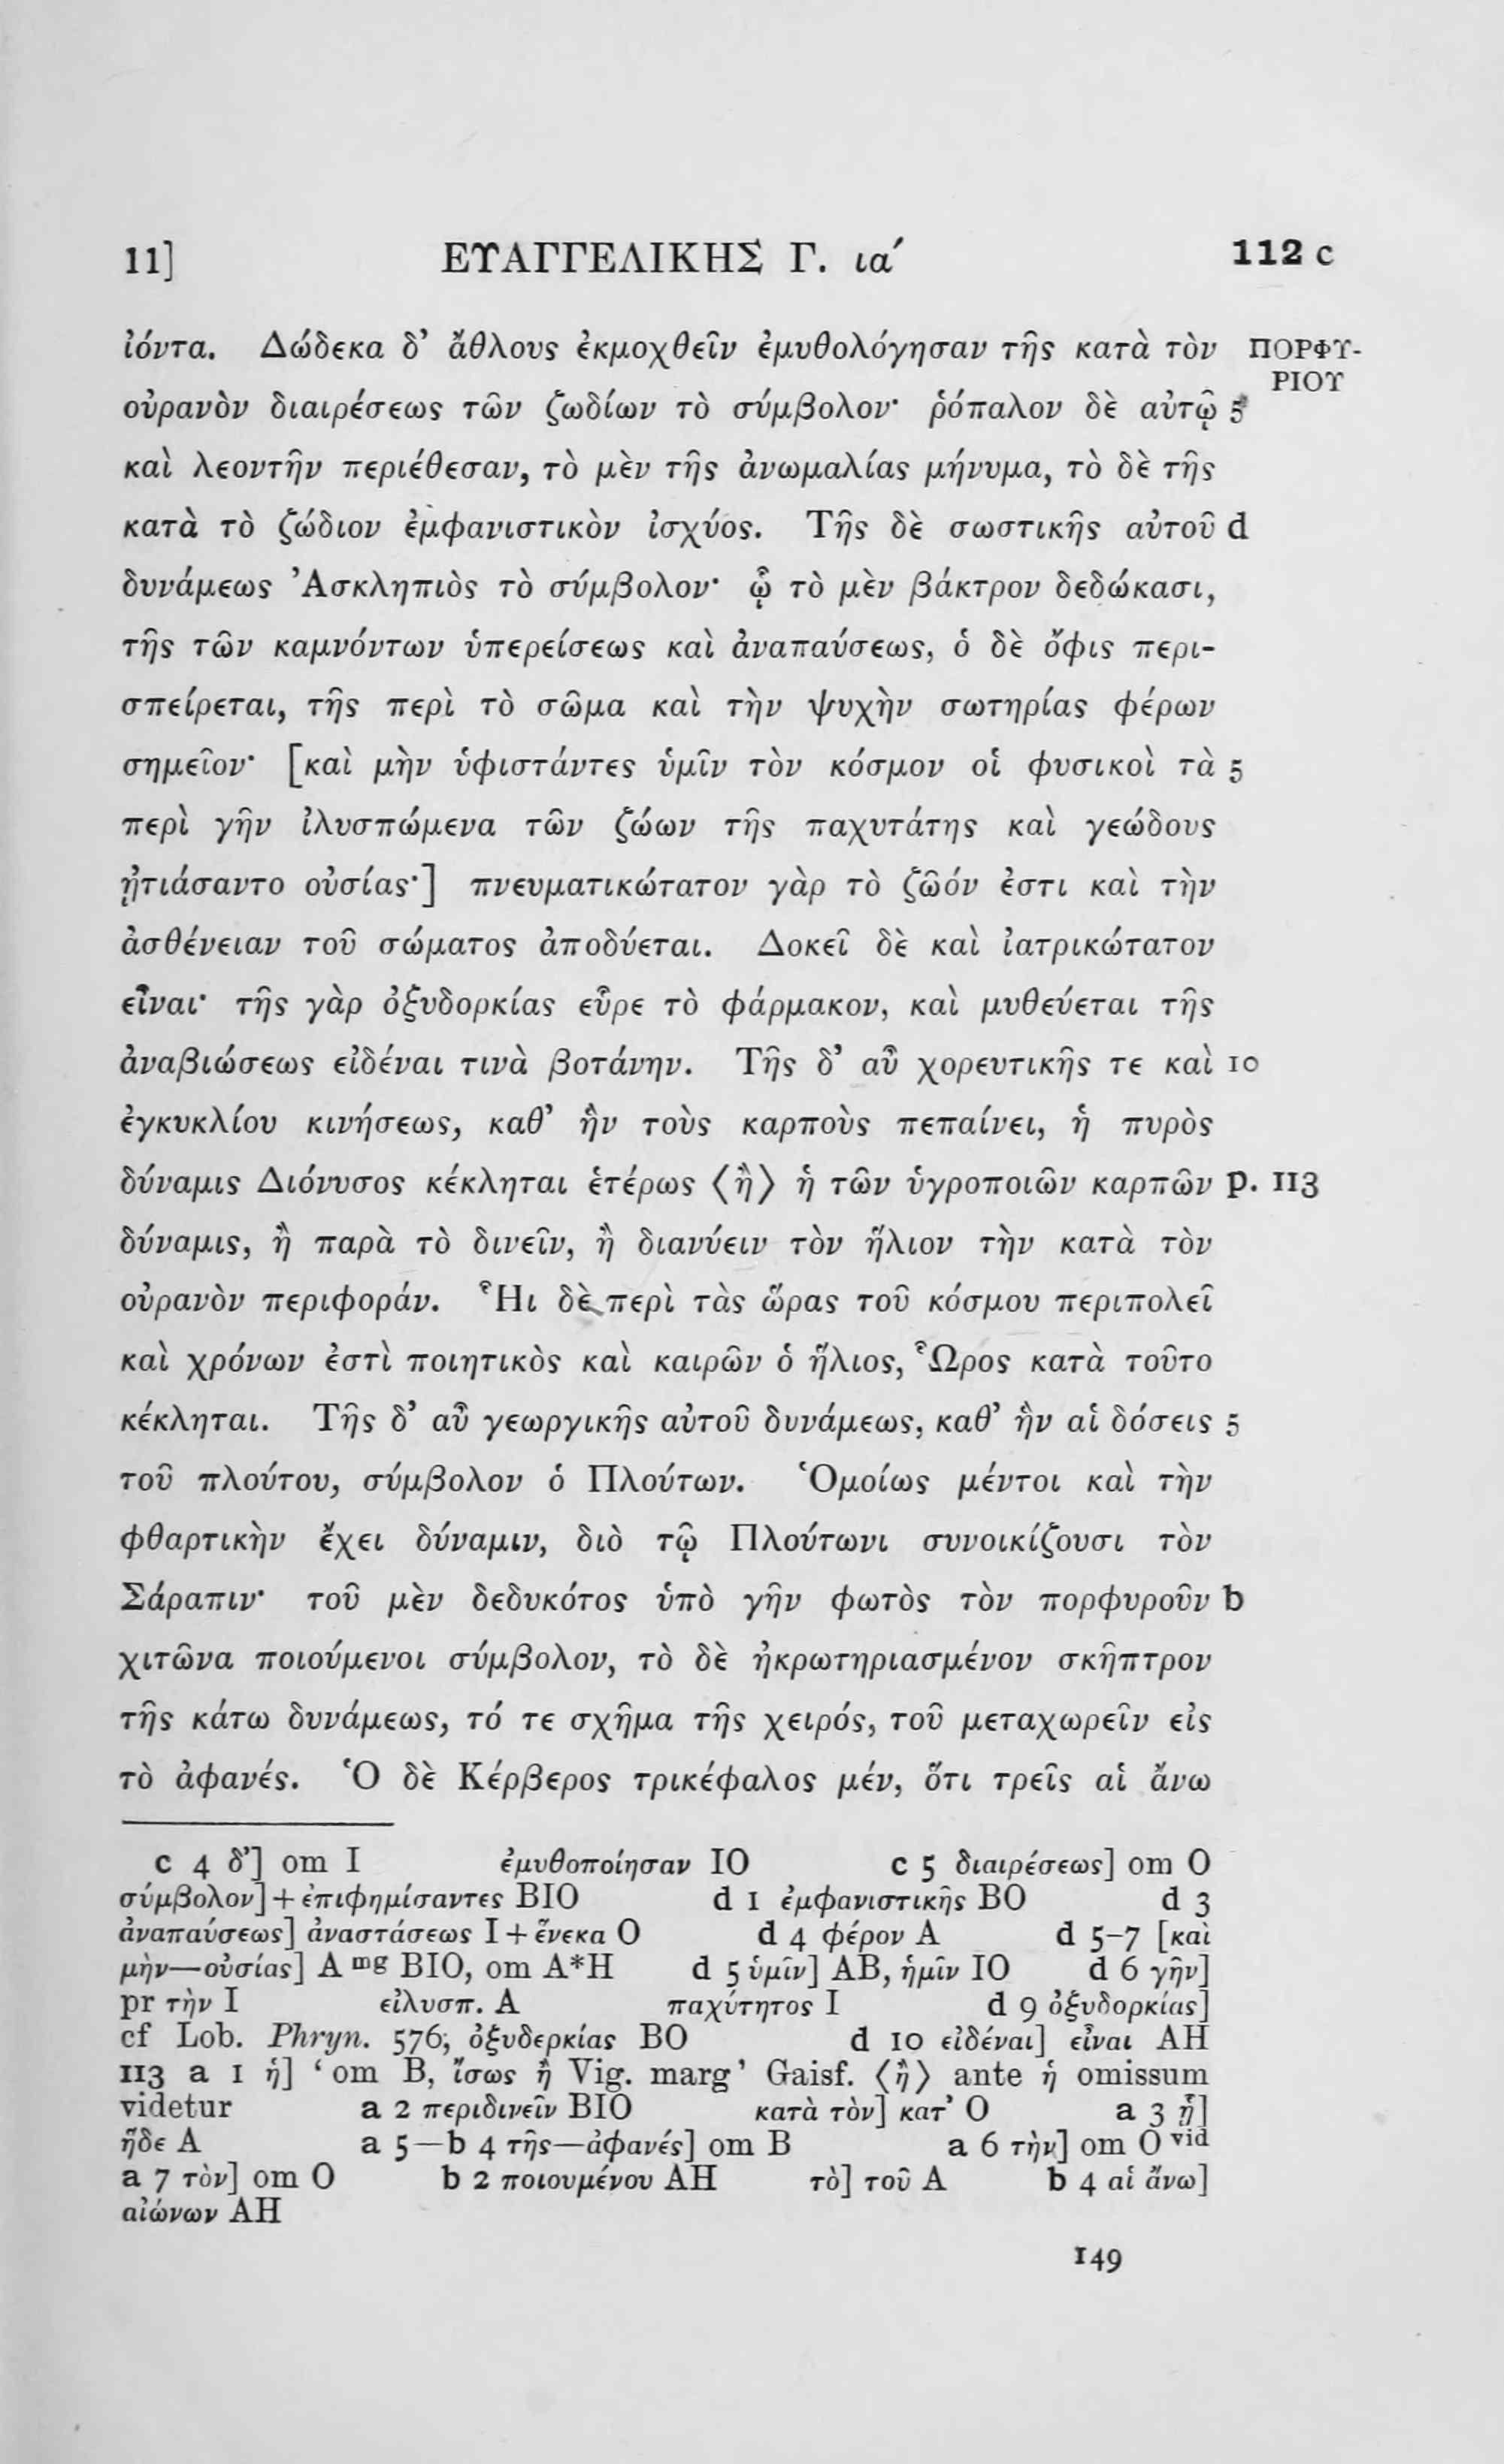 11] ΕΥΑΓΓΕΛΙΚΗΣ Γ. ια´ 112 c
ἰόντα. Δώδεκα δ’ ἄθλους ἐκμοχθεῖν ἐμυθολόγησαν τῆς κατὰ τὸν ΠΟΡΦΥ-
ΡΙΟΥ
οὐρανὸν διαιρέσεως τῶν ζωδίων τὸ σύμβολον· ῥόπαλον δὲ αὐτῷ 5
καὶ λεοντῆν περιέθεσαν, τὸ μὲν τῆς ἀνωμαλίας μήνυμα, τὸ δὲ τῆς
κατὰ τὸ ζώδιον ἐμφανιστικὸν ἰσχύος. Τῆς δὲ σωστικῆς αὐτοῦ d
δυνάμεως Ἀσκληπιὸς τὸ σύμβολον· ᾧ τὸ μὲν βάκτρον δεδώκασι,
τῆς τῶν καμνόντων ὑπερείσεως καὶ ἀναπαύσεως, ὁ δὲ ὄφις περι-
σπείρεται, τῆς περὶ τὸ σῶμα καὶ τὴν ψυχὴν σωτηρίας φέρων
σημεῖον· [καὶ μὴν ὑφιστάντες ὑμῖν τὸν κόσμον οἱ φυσικοὶ τὰ 5
περὶ γῆν ἰλυσπώμενα τῶν ζώων τῆς παχυτάτης καὶ γεώδους
ᾐτιάσαντο οὐσίας·] πνευματικώτατον γὰρ τὸ ζῶόν ἐστι καὶ τὴν
ἀσθένειαν τοῦ σώματος ἀποδύεται. Δοκεῖ δὲ καὶ ἰατρικώτατον
εἶναι· τῆς γὰρ ὀξυδορκίας εὗρε τὸ φάρμακον, καὶ μυθεύεται τῆς
ἀναβιώσεως εἰδέναι τινὰ βοτάνην. Τῆς δ’ αὖ χορευτικῆς τε καὶ 10
ἐγκυκλίου κινήσεως, καθ’ ἣν τοὺς καρποὺς πεπαίνει, ἡ πυρὸς
δύναμις Διόνυσος κέκληται ἑτέρως ⟨ἢ⟩ ἡ τῶν ὑγροποιῶν καρπῶν p. 113
δύναμις, ἢ παρὰ τὸ δινεῖν, ἢ διανύειν τὸν ἥλιον τὴν κατὰ τὸν
οὐρανὸν περιφοράν. Ἧι δὲ περὶ τὰς ὥρας τοῦ κόσμου περιπολεῖ
καὶ χρόνων ἐστὶ ποιητικὸς καὶ καιρῶν ὁ ἥλιος, Ὧρος κατὰ τοῦτο
κέκληται. Τῆς δ’ αὖ γεωργικῆς αὐτοῦ δυνάμεως, καθ’ ἣν αἱ δόσεις 5
τοῦ πλούτου, σύμβολον ὁ Πλούτων. Ὁμοίως μέντοι καὶ τὴν
φθαρτικὴν ἔχει δύναμιν, διὸ τῷ Πλούτωνι συνοικίζουσι τὸν
Σάραπιν· τοῦ μὲν δεδυκότος ὑπὸ γῆν φωτὸς τὸν πορφυροῦν b
χιτῶνα ποιούμενοι σύμβολον, τὸ δὲ ἠκρωτηριασμένον σκῆπτρον
τῆς κάτω δυνάμεως, τό τε σχῆμα τῆς χειρός, τοῦ μεταχωρεῖν εἰς
τὸ ἀφανές. Ὁ δὲ Κέρβερος τρικέφαλος μέν, ὅτι τρεῖς αἱ ἄνω
c 4 δ’] om I ἐμυθοποίησαν IO c 5 διαιρέσεως] om O
σύμβολον] + ἐπιφημίσαντες BIO d 1 ἐμφανιστικῆς BO d 3
ἀναπαύσεως] ἀναστάσεως I + ἕνεκα O d 4 φέρον A d 5–7 [καὶ
μὴν—οὐσίας] A mg BIO, om A*H d 5 ὑμῖν] AB, ἡμῖν IO d 6 γῆν]
pr τὴν I εἰλυσπ. A παχύτητος I d 9 ὀξυδορκίας]
cf Lob. Phryn. 576, ὀξυδερκίας BO d 10 εἰδέναι] εἶναι AH
113 a 1 ἡ] ‘om B, ἴσως ἢ Vig. marg’ Gaisf. ⟨ἢ⟩ ante ἡ omissum
videtur a 2 περιδινεῖν BIO κατὰ τὸν] κατ’ O a 3 ᾗ]
ἥδε A a 5—b 4 τῆς—ἀφανές] om B a 6 τὴν] om O vid
a 7 τὸν] om O b 2 ποιουμένου AH τὸ] τοῦ A b 4 αἱ ἄνω]
αἰώνων AH
149